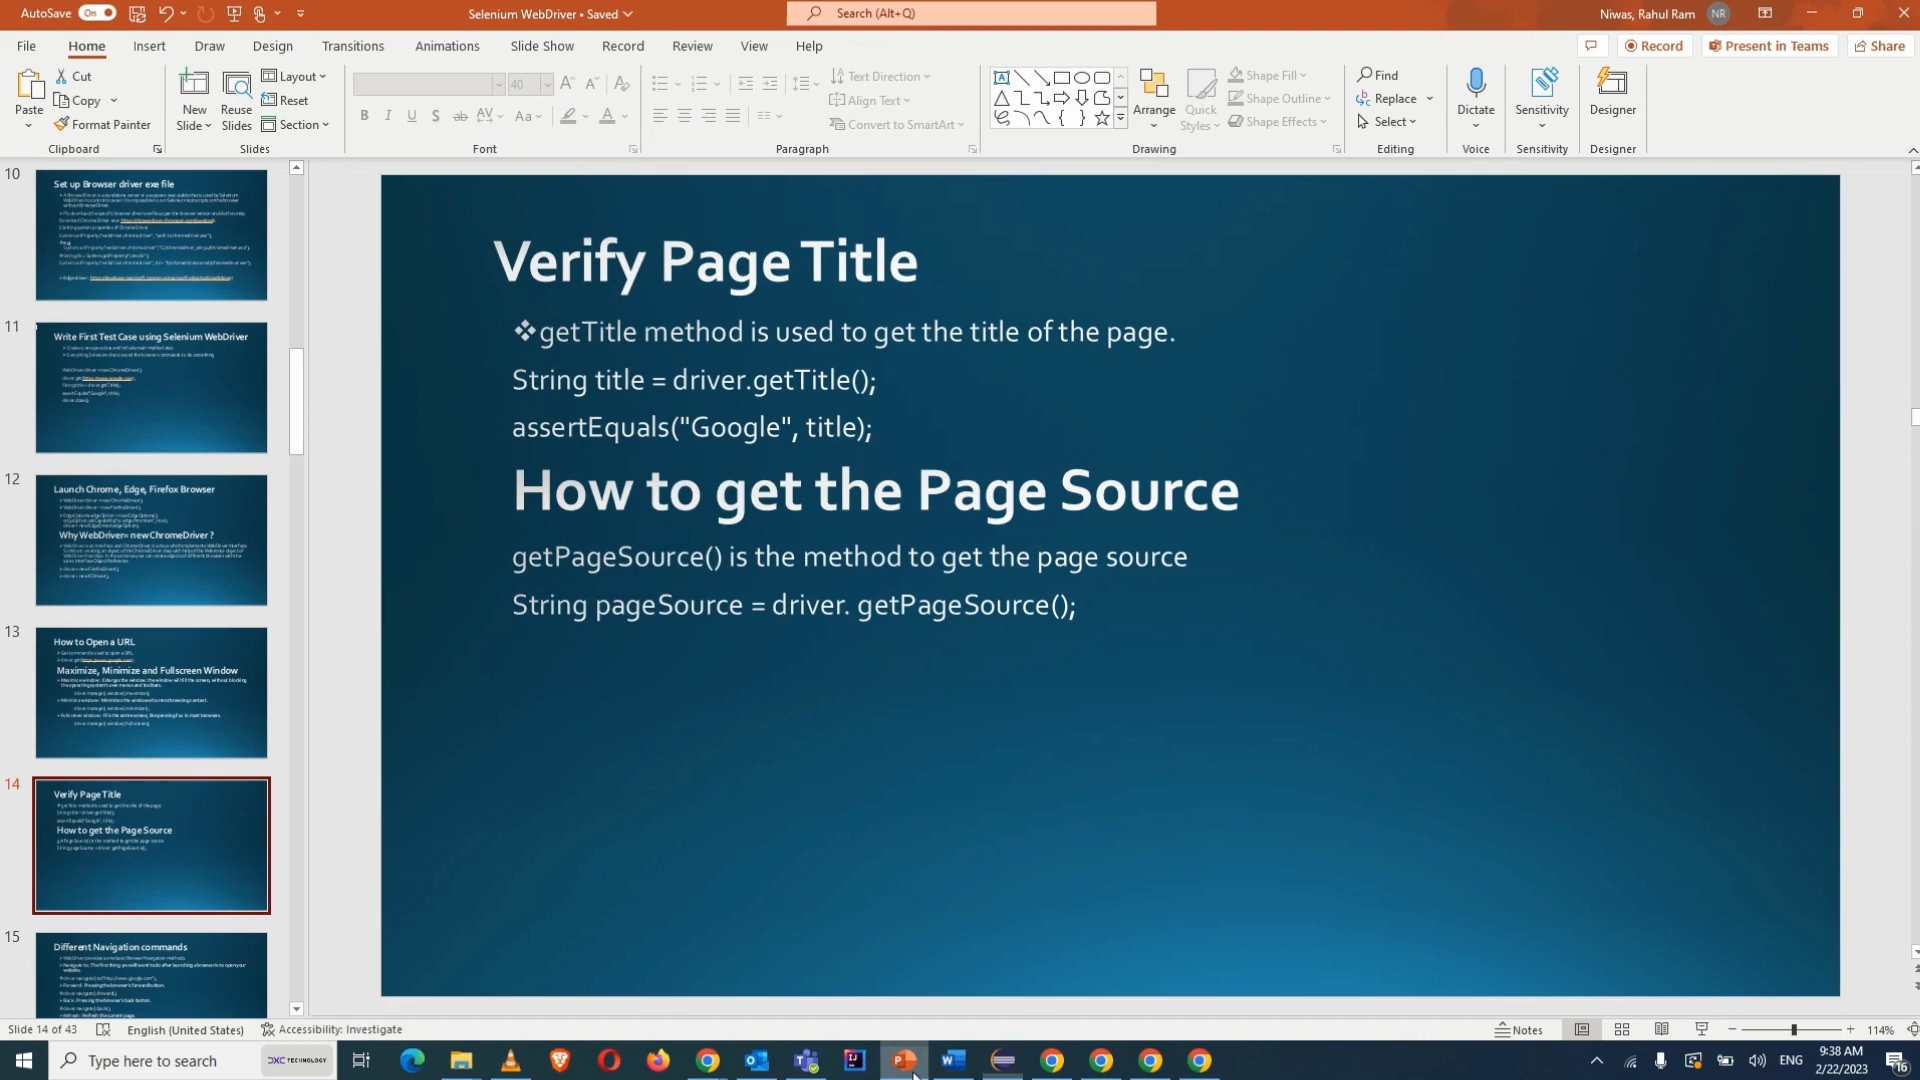 AutoSave On
Selenium WebDriver • Saved
Search (Alt+Q)
Niwas, Rahul Ram NR
File Home Insert Draw Design Transitions Animations Slide Show Record Review View Help
Record Present in Teams Share
Paste
Cut
Copy
Format Painter
Clipboard
New Slide
Reuse Slides
Layout
Reset
Section
Slides
40
Font
Text Direction
Align Text
Convert to SmartArt
Paragraph
Arrange
Quick Styles
Shape Fill
Shape Outline
Shape Effects
Drawing
Find
Replace
Select
Editing
Dictate
Voice
Sensitivity
Sensitivity
Designer
Designer
10
Set up Browser driver exe file
11
Write First Test Case using Selenium WebDriver
12
Launch Chrome, Edge, Firefox Browser
Why WebDriver= new ChromeDriver ?
13
How to Open a URL
Maximize, Minimize and Fullscreen Window
14
Verify Page Title
How to get the Page Source
15
Different Navigation commands
Verify Page Title
❖getTitle method is used to get the title of the page.
String title = driver.getTitle();
assertEquals("Google", title);
How to get the Page Source
getPageSource() is the method to get the page source
String pageSource = driver. getPageSource();
Slide 14 of 43 English (United States) Accessibility: Investigate
Notes 114%
Type here to search DXC TECHNOLOGY
ENG
9:38 AM
2/22/2023
16